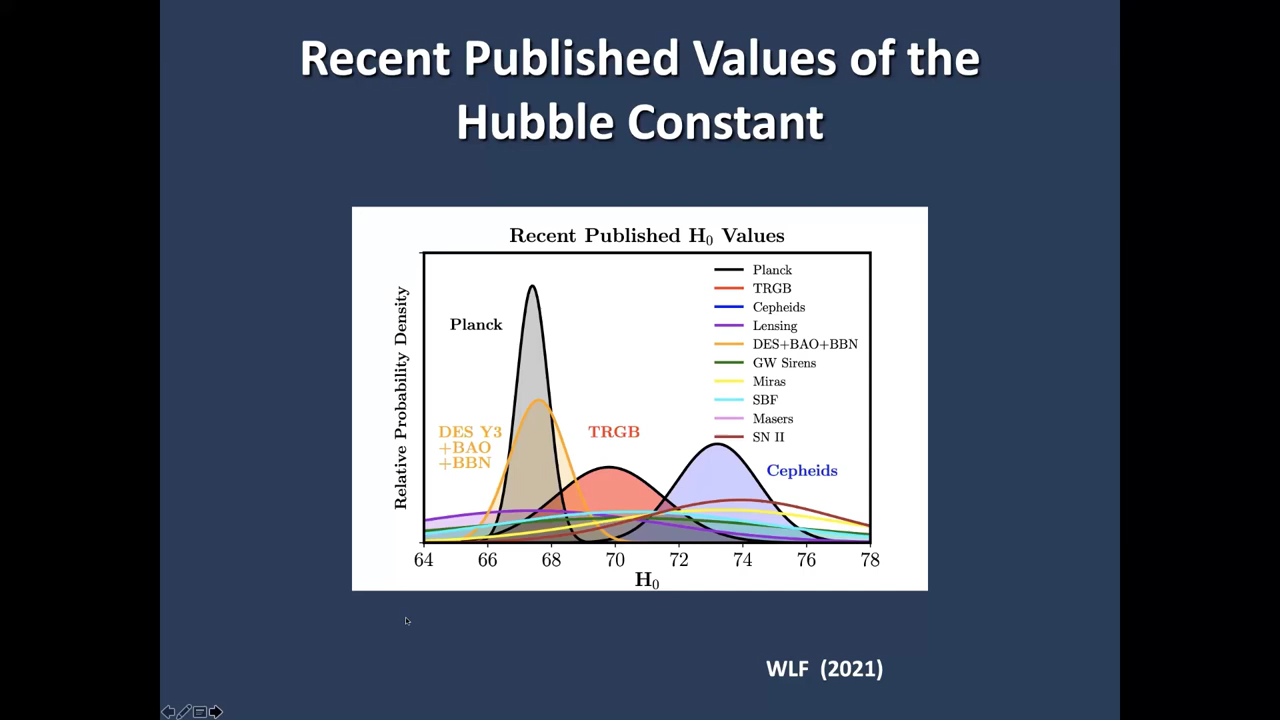 Recent Published Values of the
Hubble Constant
Recent Published H₀ Values
Relative Probability Density
Planck
DES Y3
+BAO
+BBN
TRGB
Cepheids
Planck
TRGB
Cepheids
Lensing
DES+BAO+BBN
GW Sirens
Miras
SBF
Masers
SN II
64 66 68 70 72 74 76 78
H₀
WLF (2021)